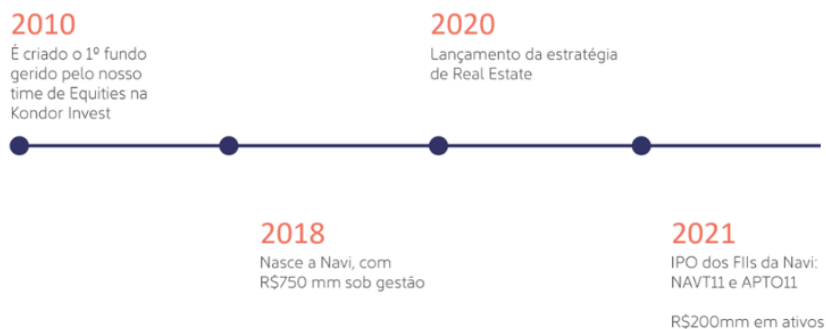 2010
É criado o 1º fundo
gerido pelo nosso
time de Equities na
Kondor Invest
2018
Nasce a Navi, com
R$750 mm sob gestão
2020
Lançamento da estratégia
de Real Estate
2021
IPO dos FIIs da Navi:
NAVT11 e APTO11
R$200mm em ativos